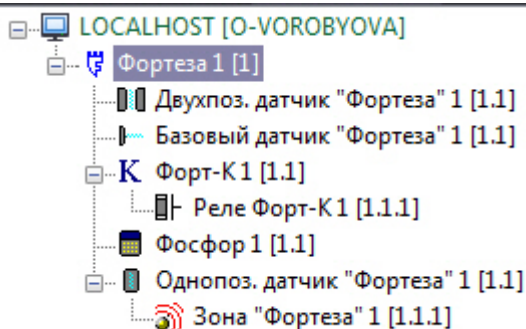 LOCALHOST [O-VOROBYOVA]
Фортеза 1 [1]
Двухпоз. датчик "Фортеза" 1 [1.1]
Базовый датчик "Фортеза" 1 [1.1]
K Форт-К 1 [1.1]
Реле Форт-К 1 [1.1.1]
Фосфор 1 [1.1]
Однопоз. датчик "Фортеза" 1 [1.1]
Зона "Фортеза" 1 [1.1.1]